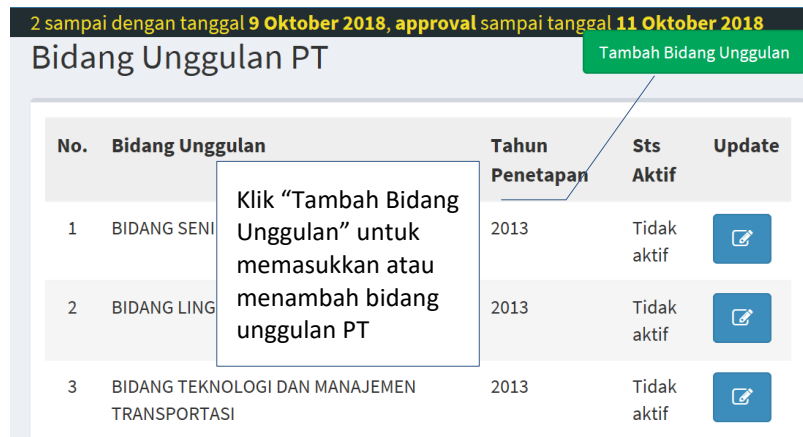 2 sampai dengan tanggal 9 Oktober 2018, approval sampai tanggal 11 Oktober 2018
Bidang Unggulan PT
Tambah Bidang Unggulan
No. Bidang Unggulan Tahun Penetapan Sts Aktif Update
1 BIDANG SENI 2013 Tidak aktif
2 BIDANG LING 2013 Tidak aktif
3 BIDANG TEKNOLOGI DAN MANAJEMEN TRANSPORTASI 2013 Tidak aktif
Klik “Tambah Bidang
Unggulan” untuk
memasukkan atau
menambah bidang
unggulan PT